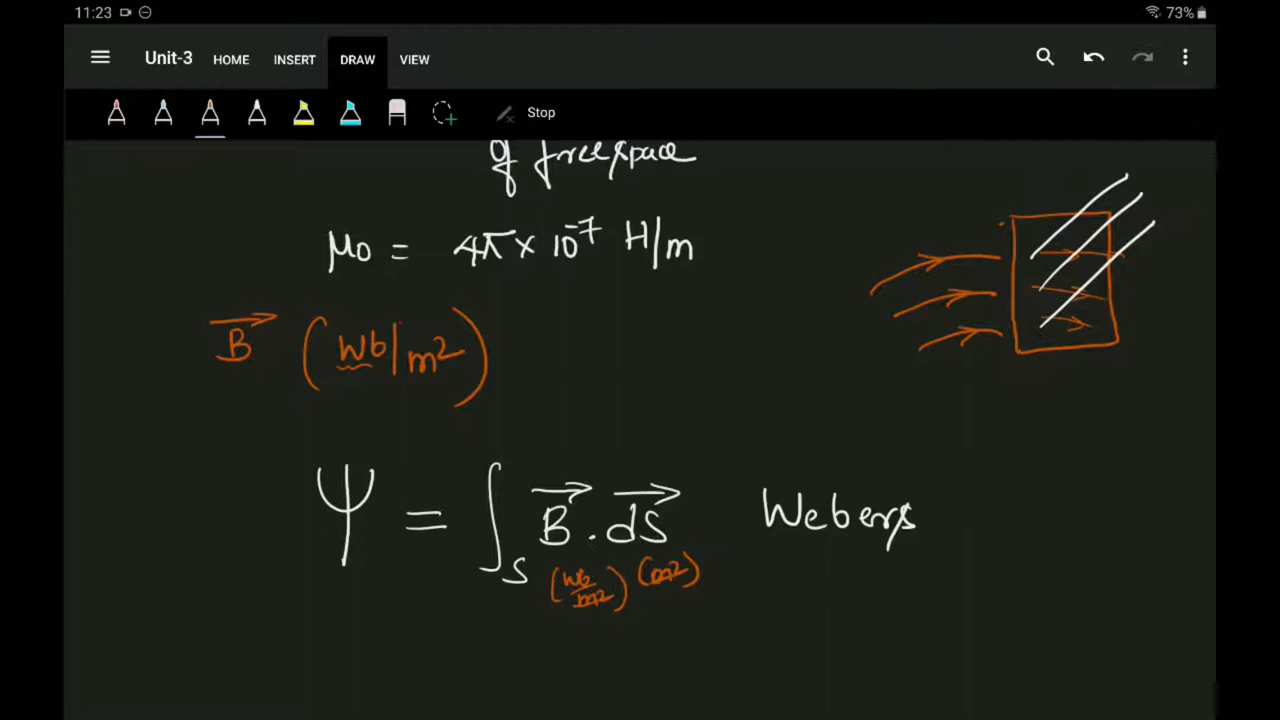 11:23 73%
Unit-3 HOME INSERT DRAW VIEW
Stop
of freespace
μ0 = 4π × 10⁻⁷ H/m
B⃗ (Wb/m²)
Ψ = ∫_S B⃗ . dS⃗ Webers
(Wb/m²) (m²)